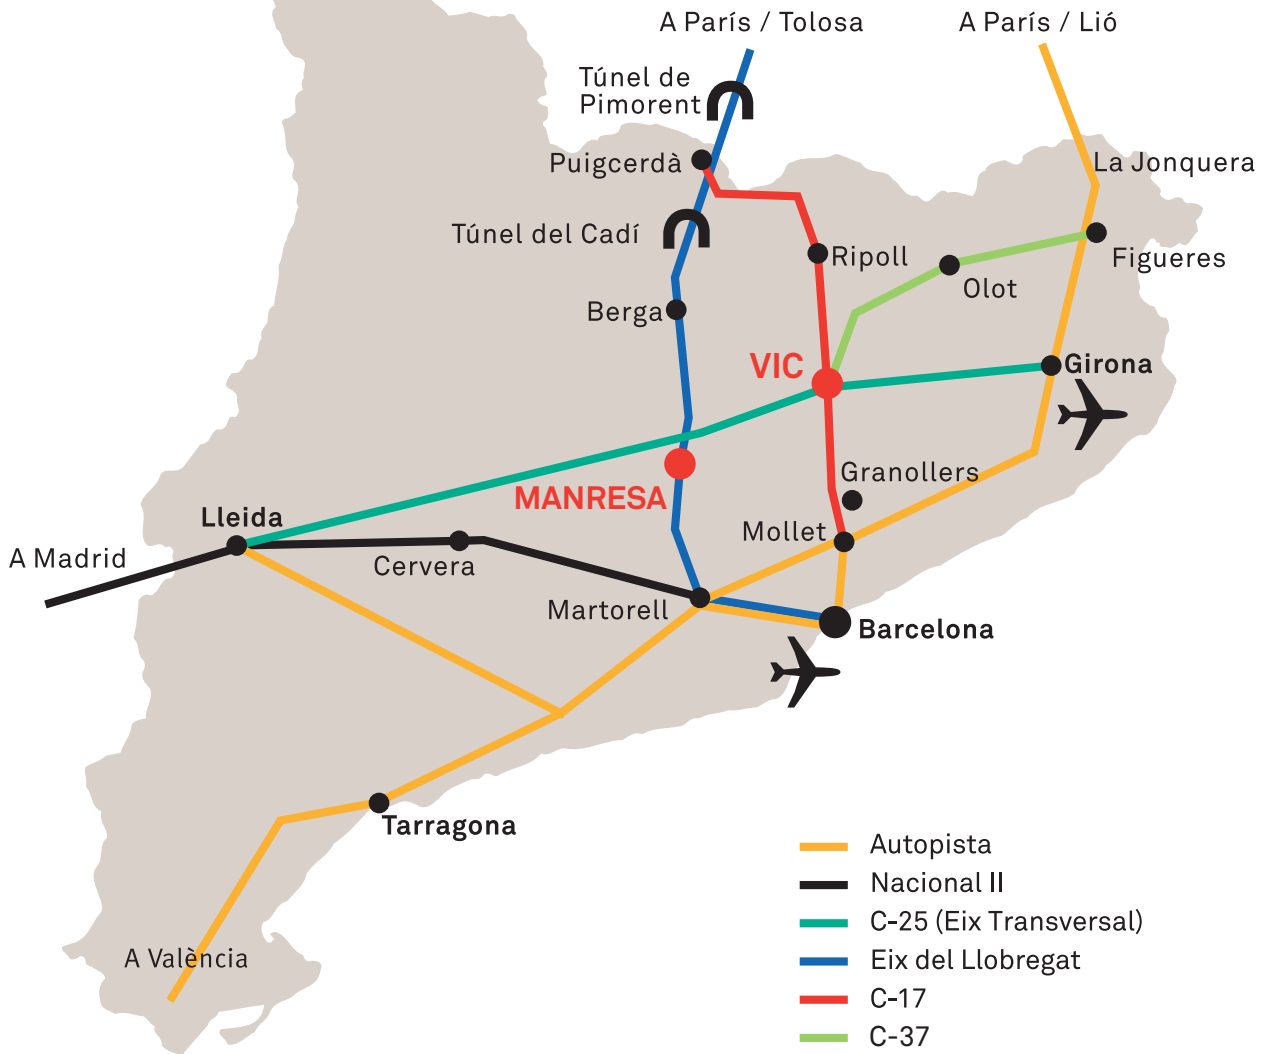 A París / Tolosa
A París / Lió
Túnel de
Pimorent
Puigcerdà
La Jonquera
Túnel del Cadí
Ripoll
Figueres
Olot
Berga
VIC
Girona
Granollers
MANRESA
Lleida
Mollet
A Madrid
Cervera
Martorell
Barcelona
Tarragona
Autopista
Nacional II
C-25 (Eix Transversal)
A València
Eix del Llobregat
C-17
C-37